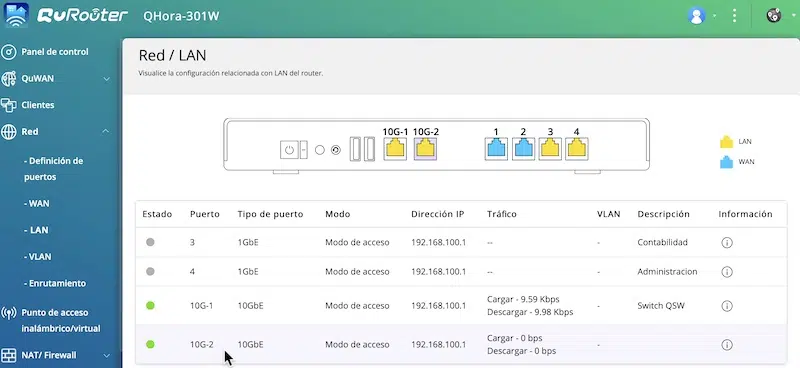 QuRouter QHora-301W
Panel de control
QuWAN
Clientes
Red
- Definición de
puertos
- WAN
- LAN
- VLAN
- Enrutamiento
Punto de acceso
inalámbrico/virtual
NAT/ Firewall
Red / LAN
Visualice la configuración relacionada con LAN del router.
10G-1 10G-2 1 2 3 4
LAN
WAN
Estado Puerto Tipo de puerto Modo Dirección IP Tráfico VLAN Descripción Información
3 1GbE Modo de acceso 192.168.100.1 -- - Contabilidad
4 1GbE Modo de acceso 192.168.100.1 -- - Administracion
10G-1 10GbE Modo de acceso 192.168.100.1 Cargar - 9.59 Kbps - Switch QSW
Descargar - 9.98 Kbps
10G-2 10GbE Modo de acceso 192.168.100.1 Cargar - 0 bps -
Descargar - 0 bps